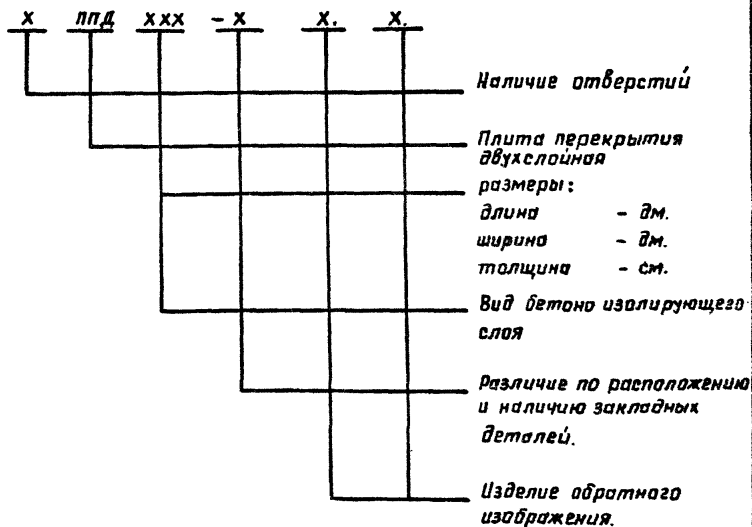 х ппд ххх - х х. х.
Наличие отверстий
Плита перекрытия
двухслойная
размеры:
длина - дм.
ширина - дм.
толщина - см.
Вид бетоно изолирующего
слоя
Различие по расположению
и наличию закладных
деталей.
Изделие обратного
изображения.